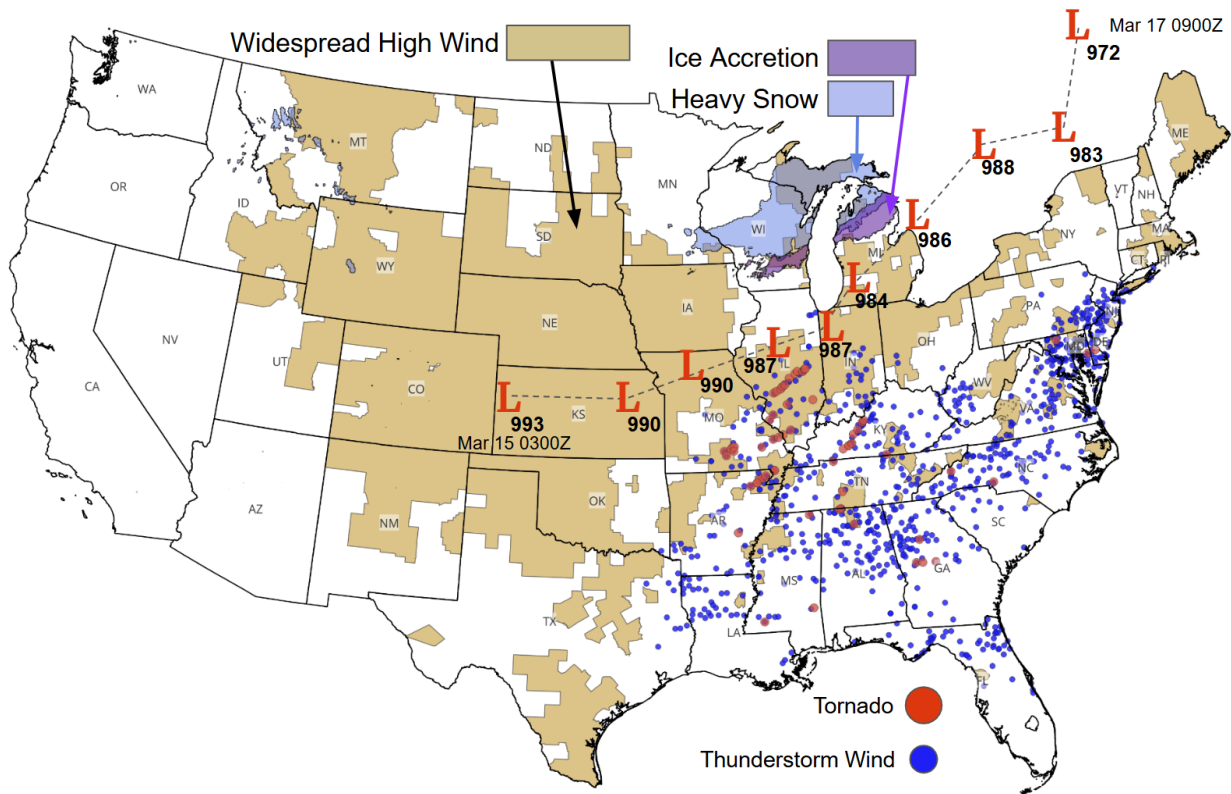 Mar 17 0900Z
L
972
Widespread High Wind
Ice Accretion
Heavy Snow
L
983
L
988
L
986
L
984
L
987
L
987
L
990
L
990
L
993
Mar 15 0300Z
WA
MT
ND
MN
ME
OR
ID
SD
WI
VT
NH
WY
MI
NY
MA
CT
RI
NE
IA
PA
NJ
NV
UT
CO
IL
IN
OH
MD
DE
CA
KS
MO
WV
VA
KY
AZ
NM
OK
AR
TN
NC
SC
MS
AL
GA
TX
LA
FL
Tornado
Thunderstorm Wind